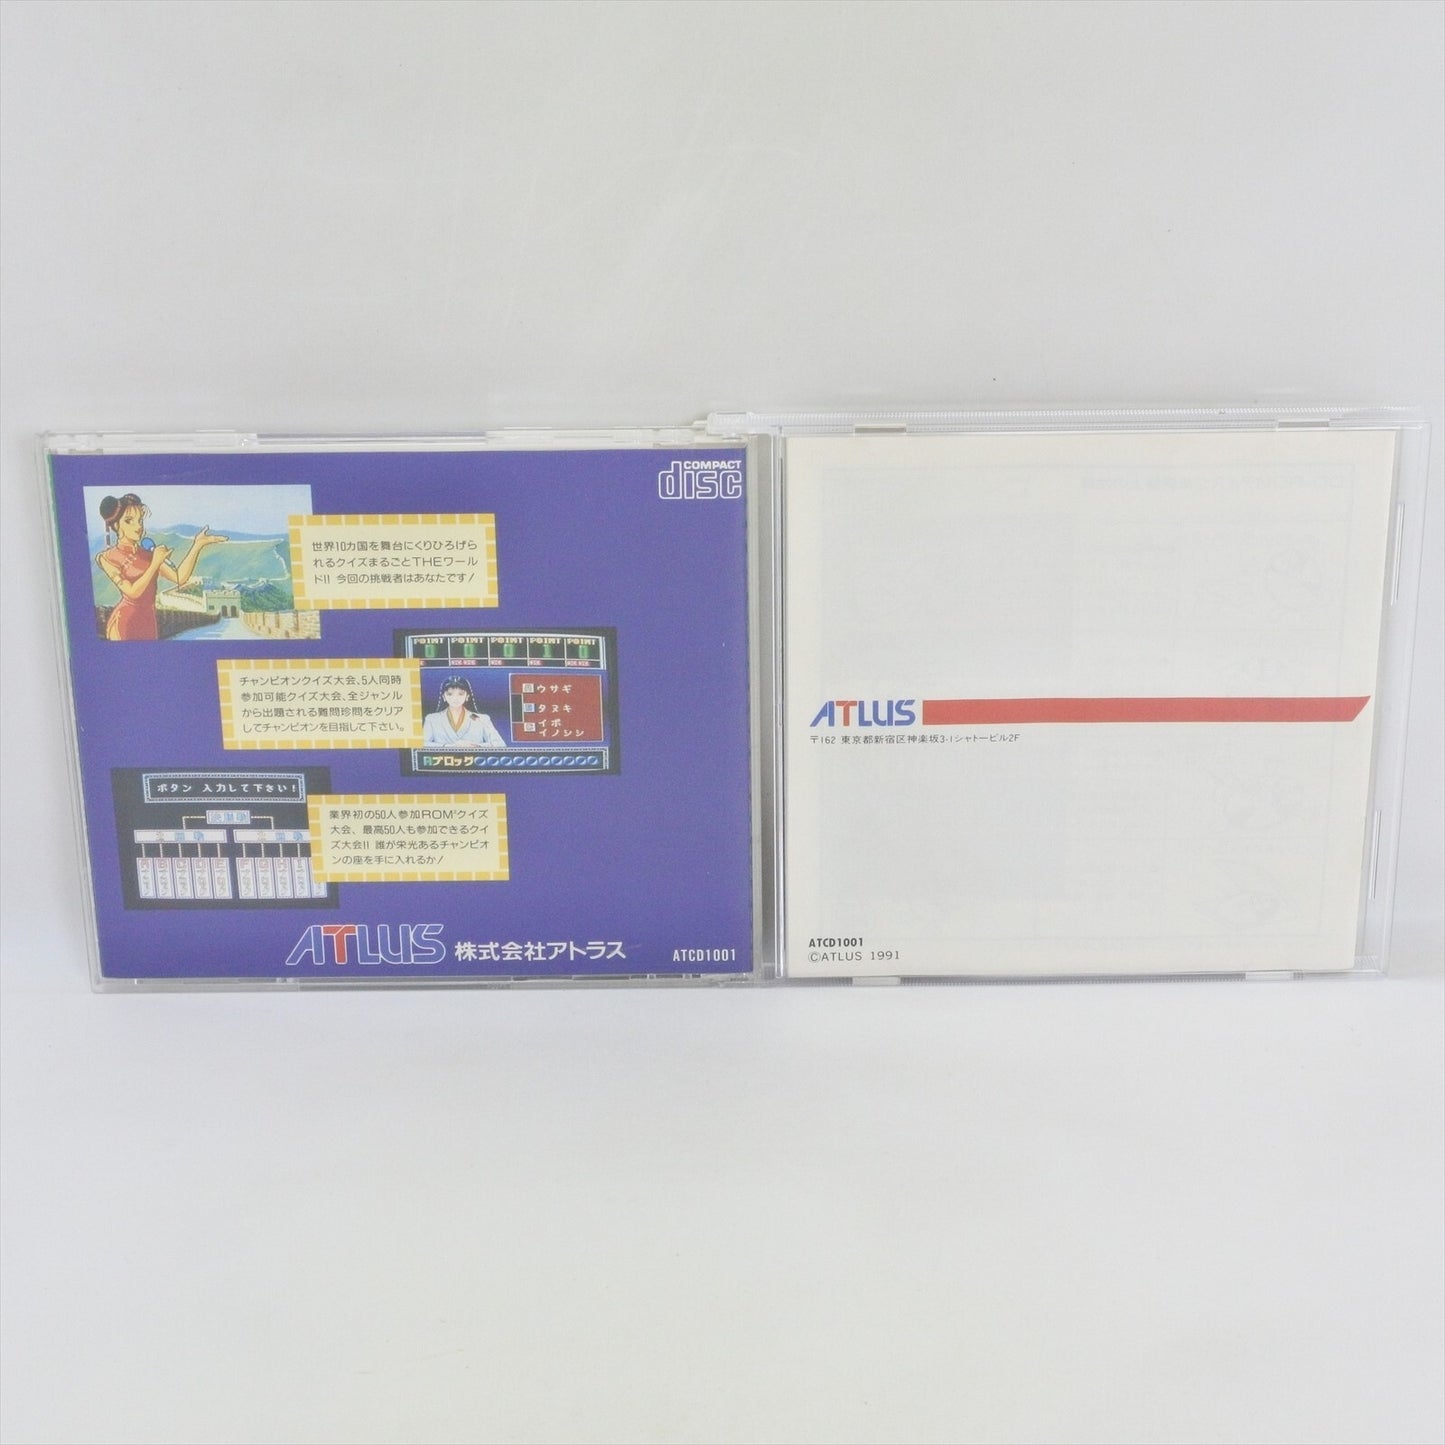 COMPACT
disc
世界10カ国を舞台にくりひろげら
れるクイズまるごとTHEワール
ド!! 今回の挑戦者はあなたです!
POINT POINT POINT POINT POINT
0 0 0 1 0
チャンピオンクイズ大会、5人同時
参加可能クイズ大会、全ジャンル
から出題される難問珍問をクリア
してチャンピオンを目指して下さい。
ウサギ
タヌキ
イボ
イノシシ
Aブロック
ボタン 入力して下さい!
決勝戦
業界初の50人参加ROM²クイズ
大会、最高50人も参加できるクイ
ズ大会!! 誰が栄光あるチャンピオ
ンの座を手に入れるか!
ATLUS 株式会社アトラス
ATCD1001
ATLUS
〒162 東京都新宿区神楽坂3-1シャトービル2F
ATCD1001
©ATLUS 1991